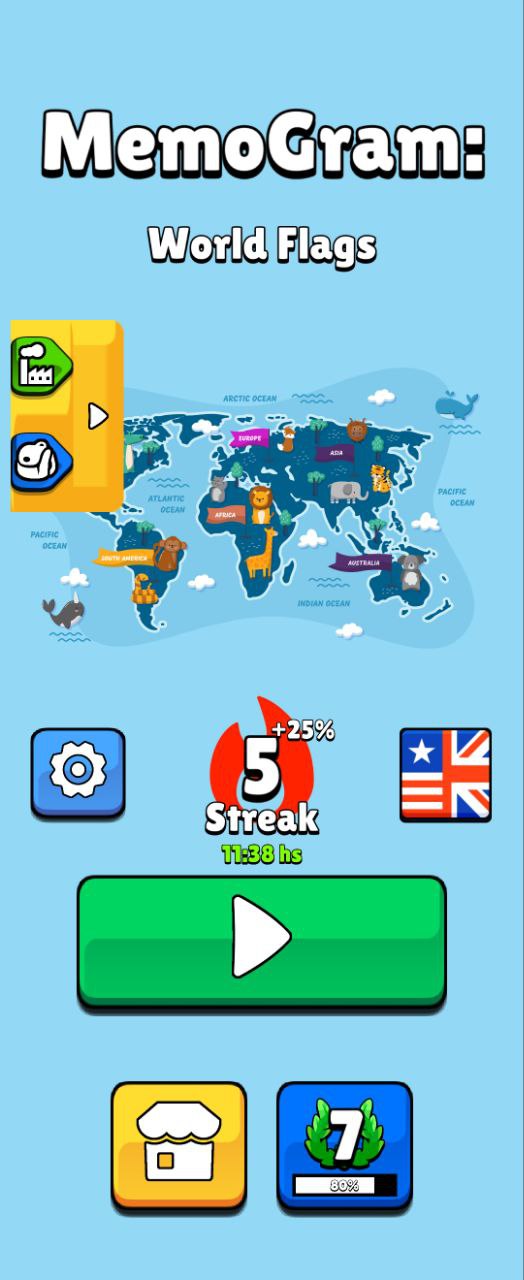 MemoGram:
World Flags
ARCTIC OCEAN
EUROPE
ASIA
ATLANTIC
OCEAN
PACIFIC
OCEAN
AFRICA
PACIFIC
OCEAN
SOUTH AMERICA
AUSTRALIA
INDIAN OCEAN
+25%
5
Streak
11:38 hs
7
80%